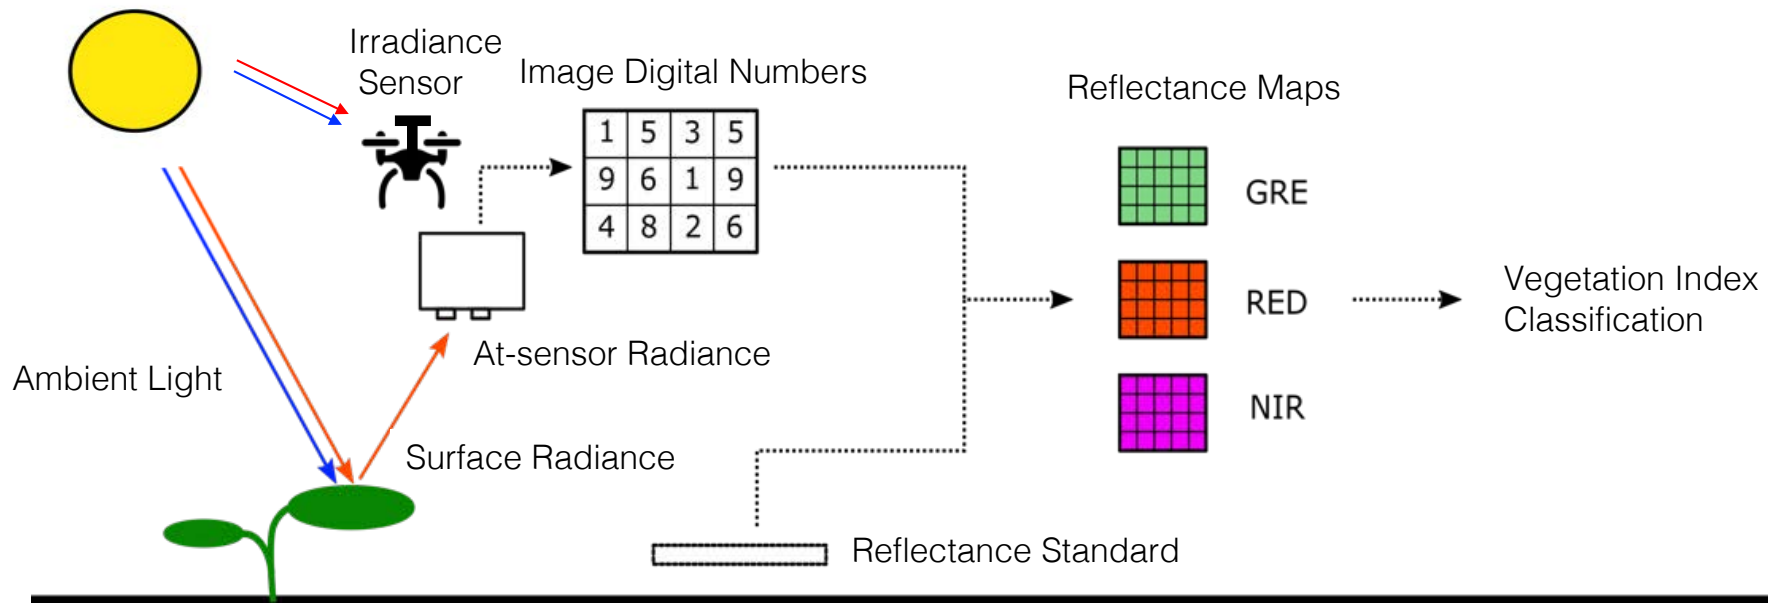 Irradiance
Sensor
Image Digital Numbers
Reflectance Maps
1 5 3 5
9 6 1 9
4 8 2 6
GRE
RED
NIR
Vegetation Index
Classification
At-sensor Radiance
Ambient Light
Surface Radiance
Reflectance Standard